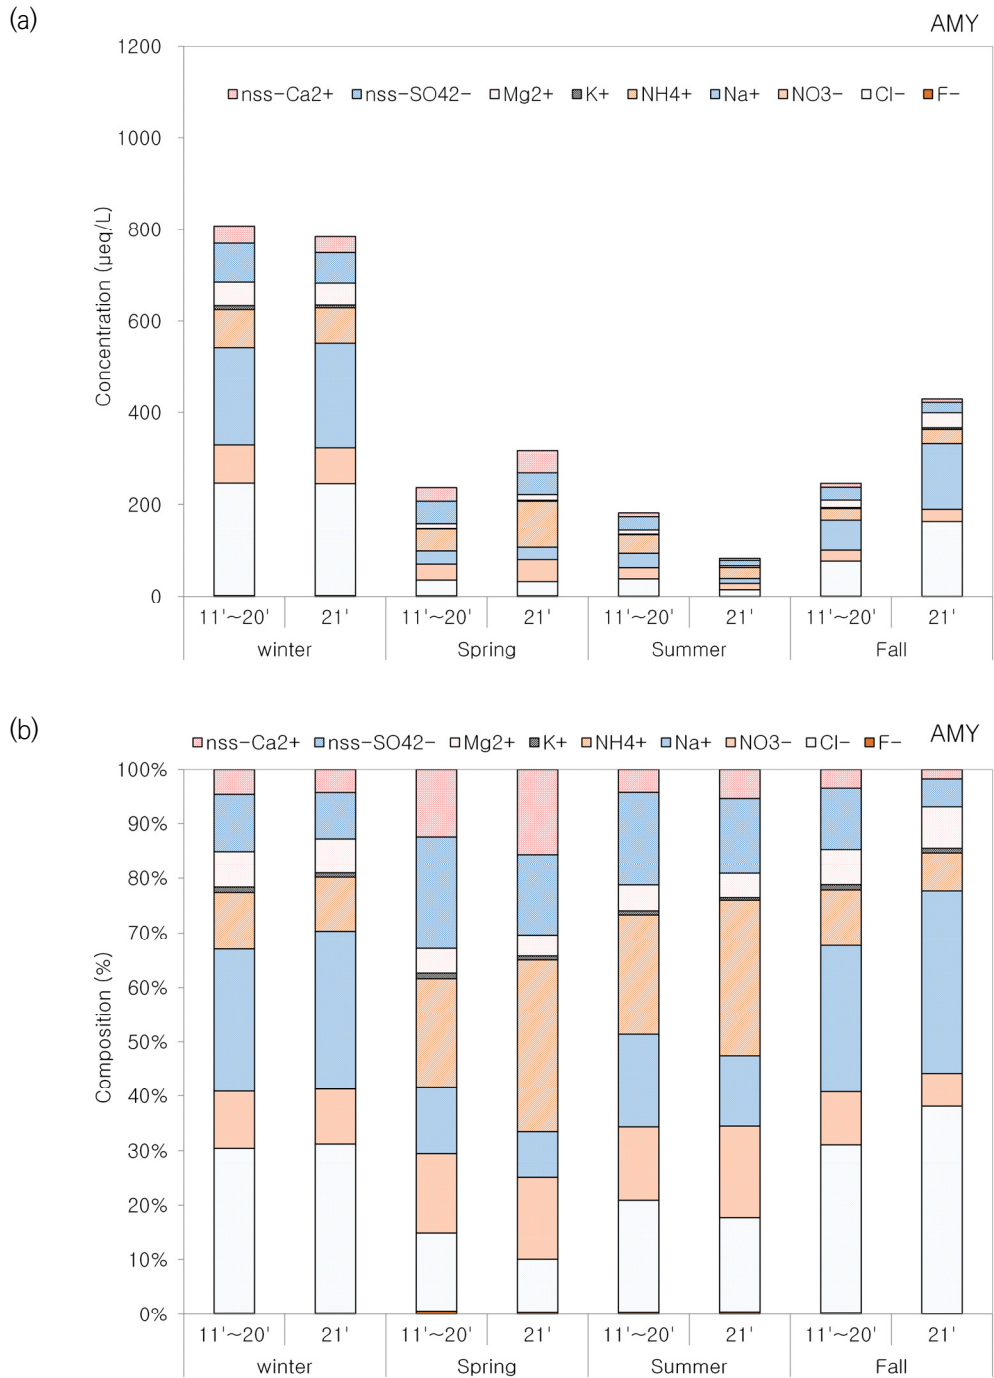 (a)
AMY
1200
nss-Ca2+ nss-SO42- Mg2+ K+ NH4+ Na+ NO3- Cl- F-
1000
800
600
400
200
0
Concentration (μeq/L)
11'~20' 21' 11'~20' 21' 11'~20' 21' 11'~20' 21'
winter Spring Summer Fall
(b)
AMY
nss-Ca2+ nss-SO42- Mg2+ K+ NH4+ Na+ NO3- Cl- F-
100%
90%
80%
70%
60%
50%
40%
30%
20%
10%
0%
Composition (%)
11'~20' 21' 11'~20' 21' 11'~20' 21' 11'~20' 21'
winter Spring Summer Fall